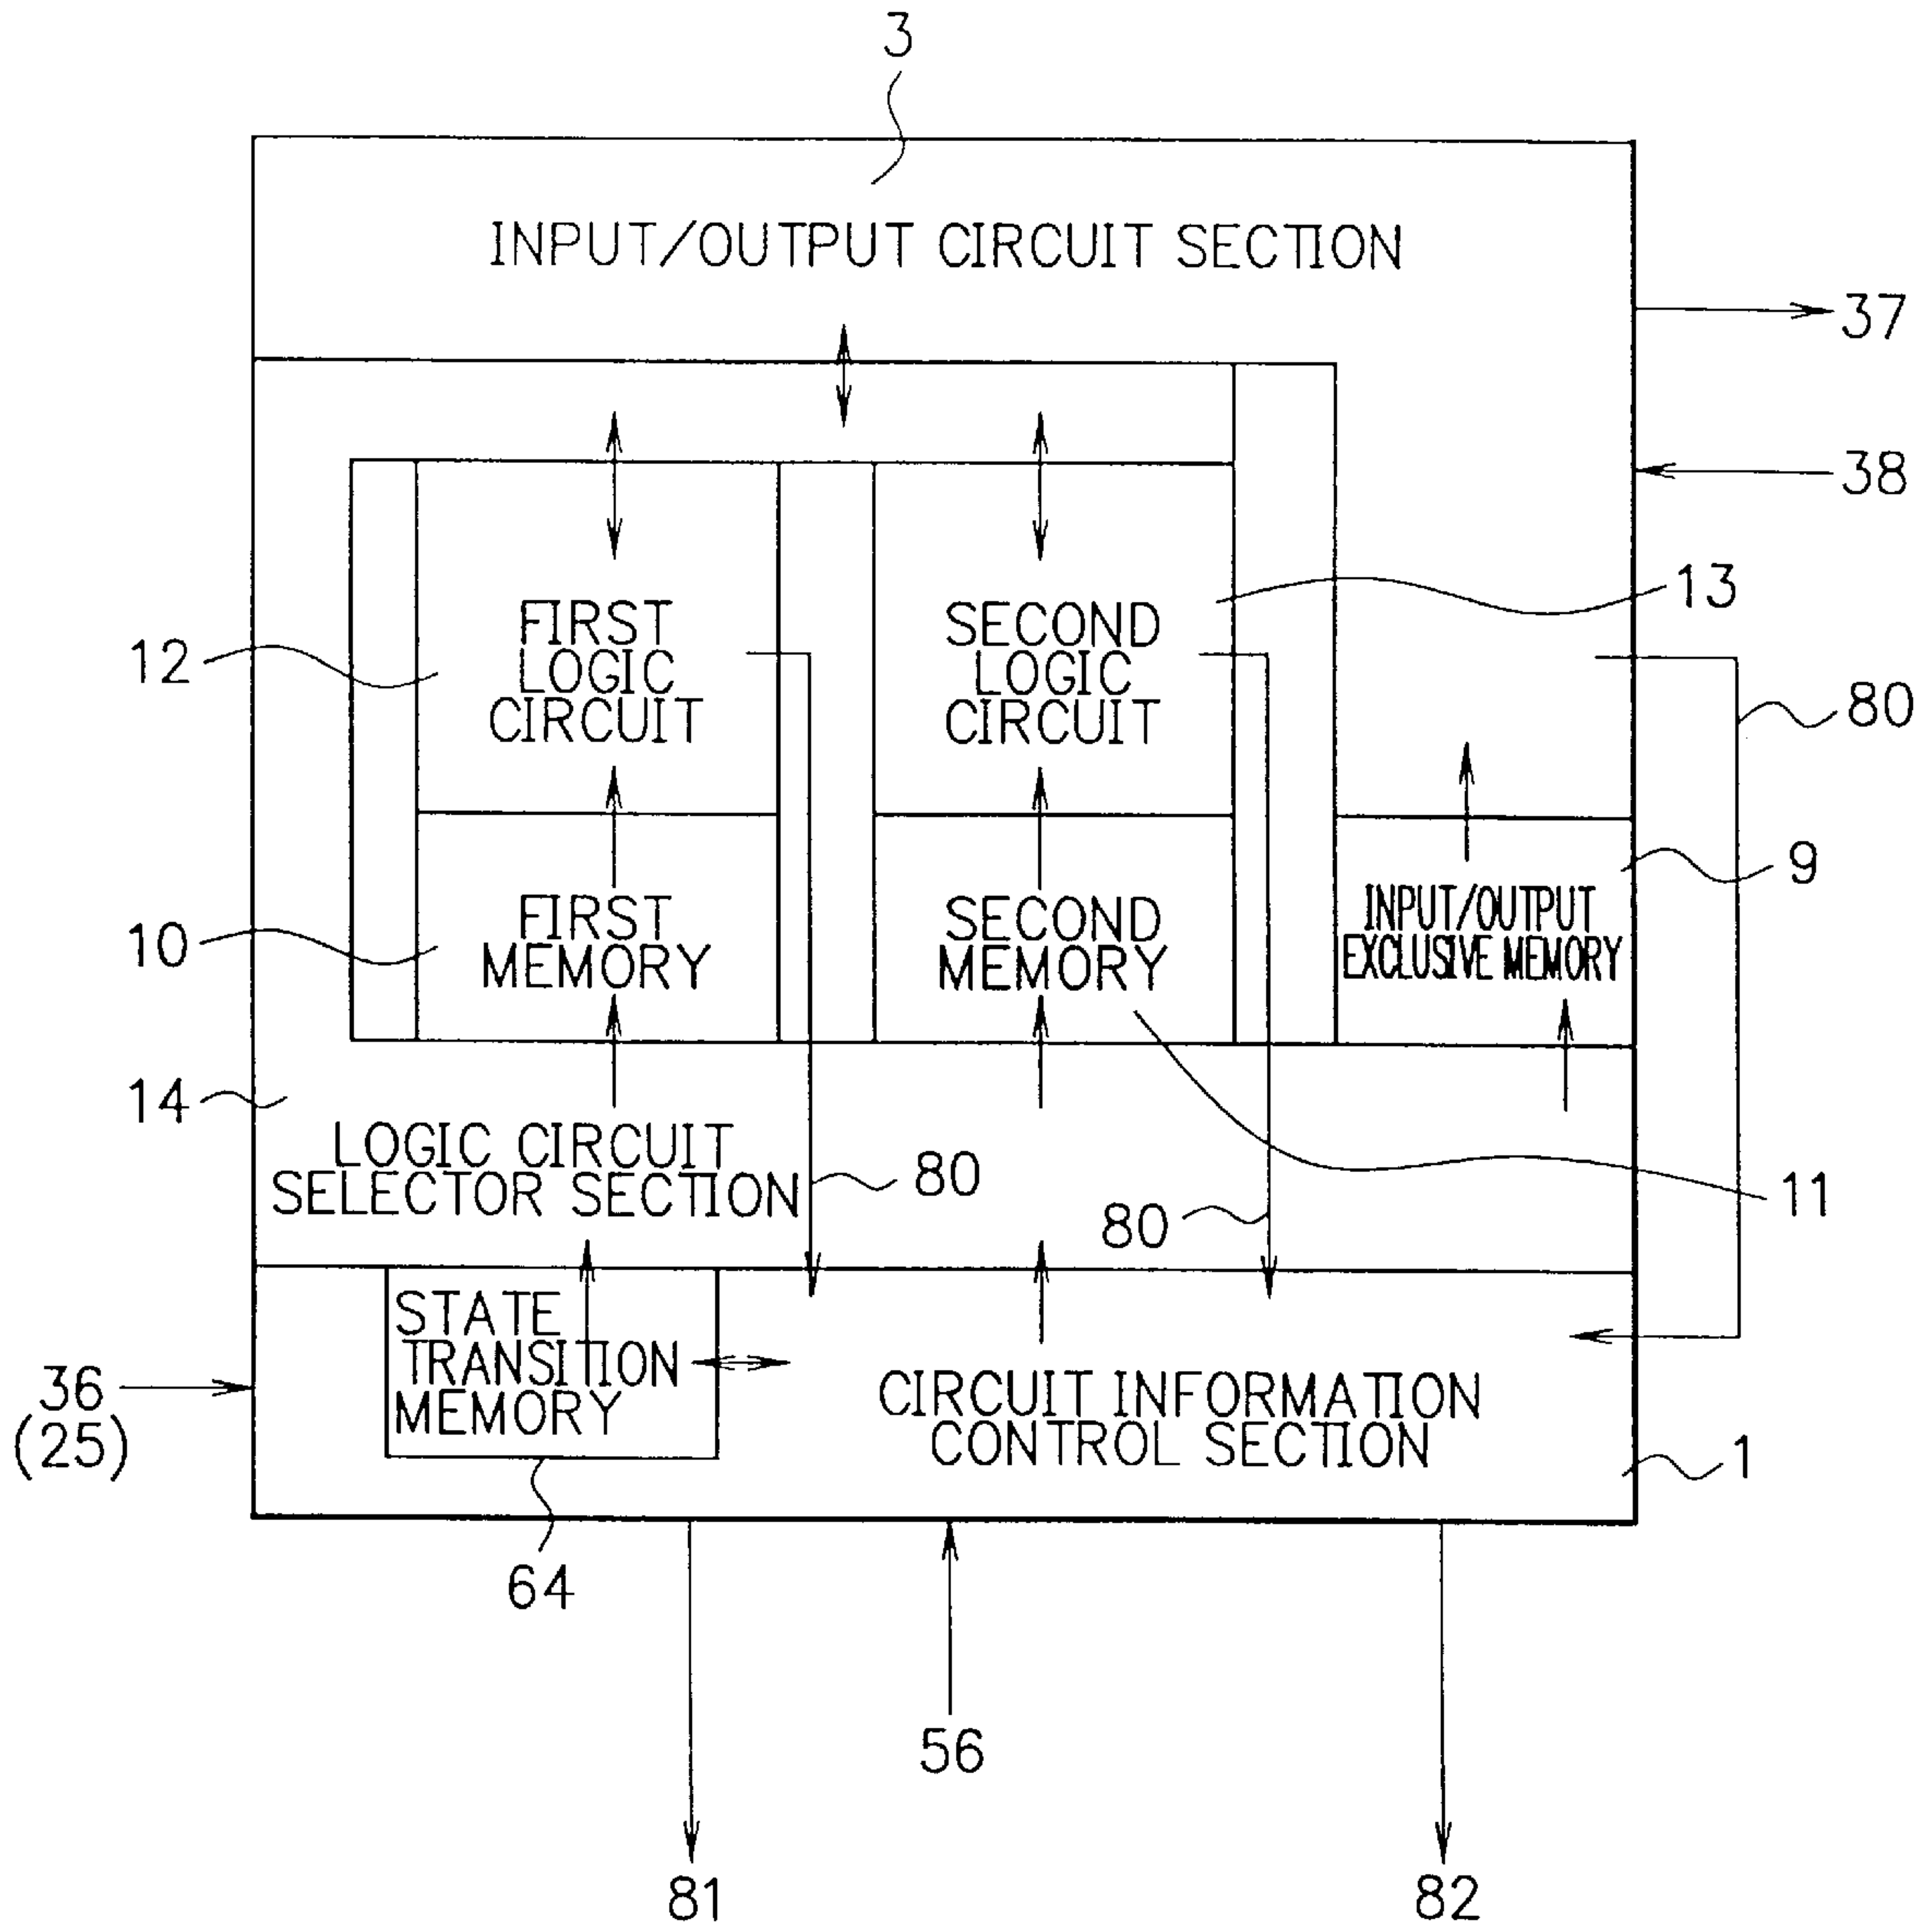 3
INPUT/OUTPUT CIRCUIT SECTION
37
38
13
12
FIRST
LOGIC
CIRCUIT
SECOND
LOGIC
CIRCUIT
80
9
10
FIRST
MEMORY
SECOND
MEMORY
INPUT/OUTPUT
EXCLUSIVE MEMORY
14
LOGIC CIRCUIT
SELECTOR SECTION
80
80
11
STATE
TRANSITION
MEMORY
36
(25)
CIRCUIT INFORMATION
CONTROL SECTION
1
64
56
81
82